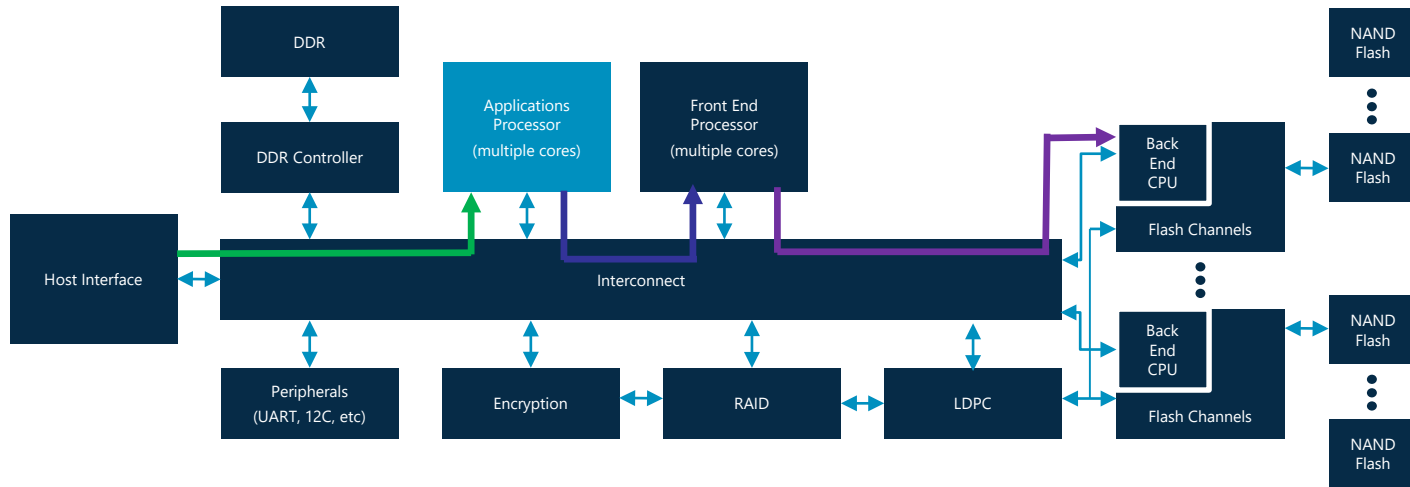 DDR
DDR Controller
Applications
Processor
(multiple cores)
Front End
Processor
(multiple cores)
Host Interface
Interconnect
Peripherals
(UART, 12C, etc)
Encryption
RAID
LDPC
Back
End
CPU
Flash Channels
Back
End
CPU
Flash Channels
NAND
Flash
NAND
Flash
NAND
Flash
NAND
Flash